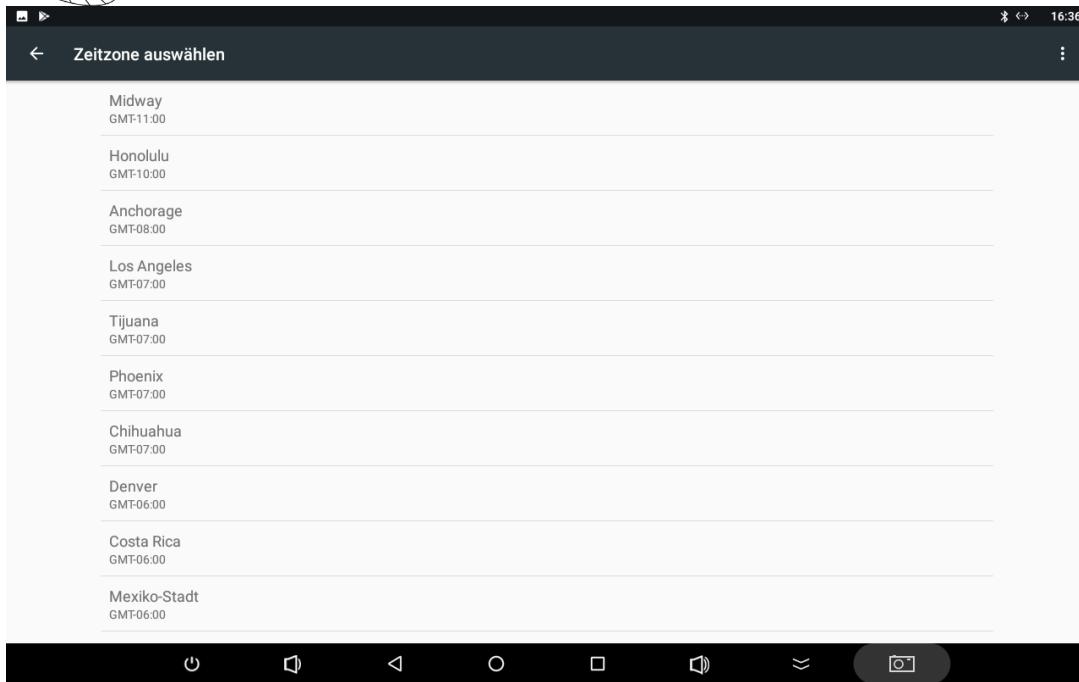 16:36
Zeitzone auswählen
Midway
GMT-11:00
Honolulu
GMT-10:00
Anchorage
GMT-08:00
Los Angeles
GMT-07:00
Tijuana
GMT-07:00
Phoenix
GMT-07:00
Chihuahua
GMT-07:00
Denver
GMT-06:00
Costa Rica
GMT-06:00
Mexiko-Stadt
GMT-06:00